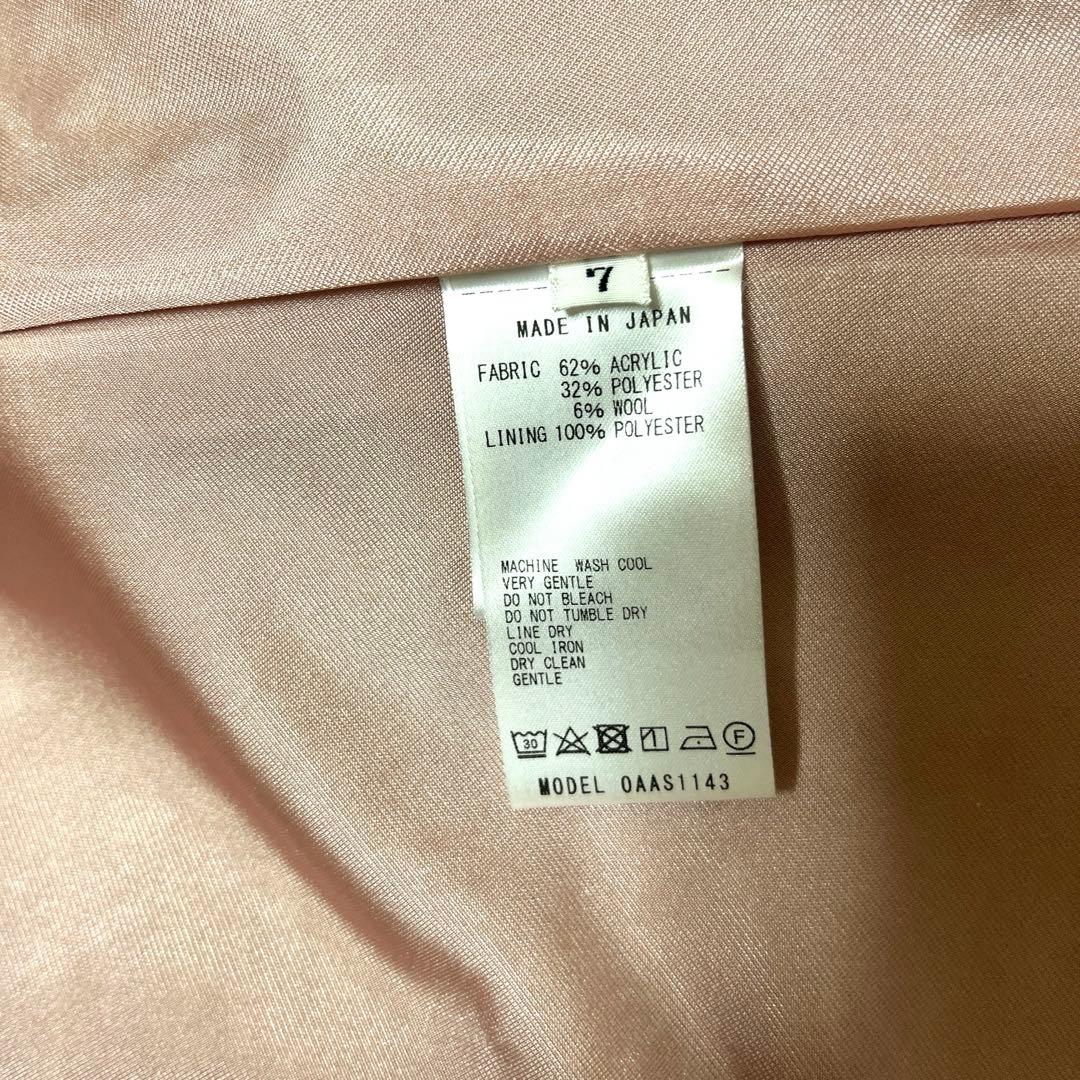 7
MADE IN JAPAN
FABRIC 62% ACRYLIC
32% POLYESTER
6% WOOL
LINING 100% POLYESTER
MACHINE WASH COOL
VERY GENTLE
DO NOT BLEACH
DO NOT TUMBLE DRY
LINE DRY
COOL IRON
DRY CLEAN
GENTLE
30 F
MODEL OAAS1143